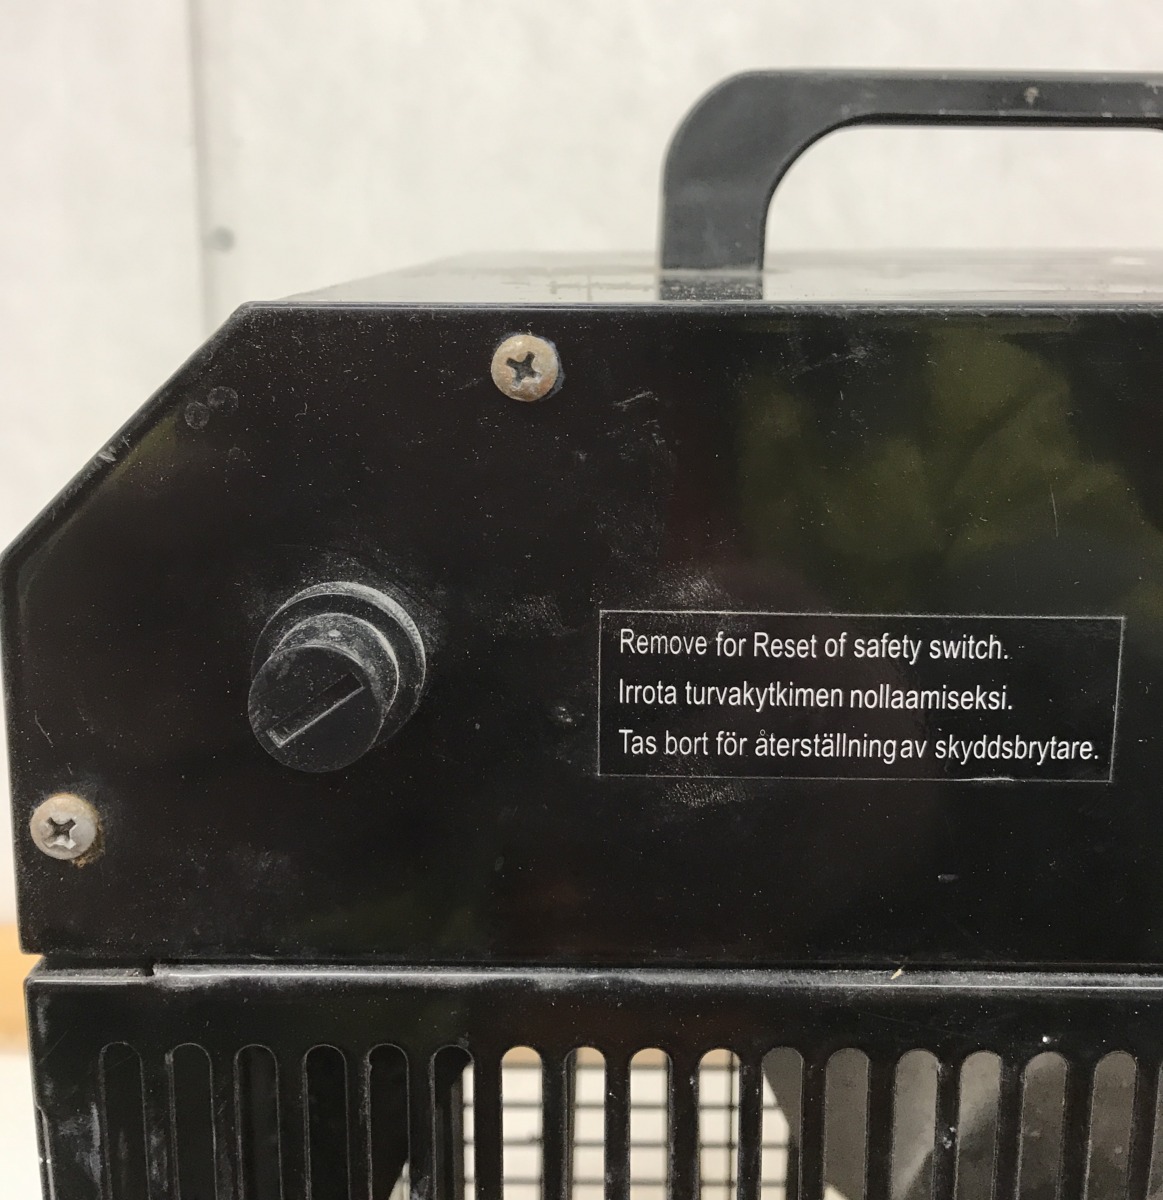 Remove for Reset of safety switch.
Irrota turvakytkimen nollaamiseksi.
Tas bort för återställning av skyddsbrytare.